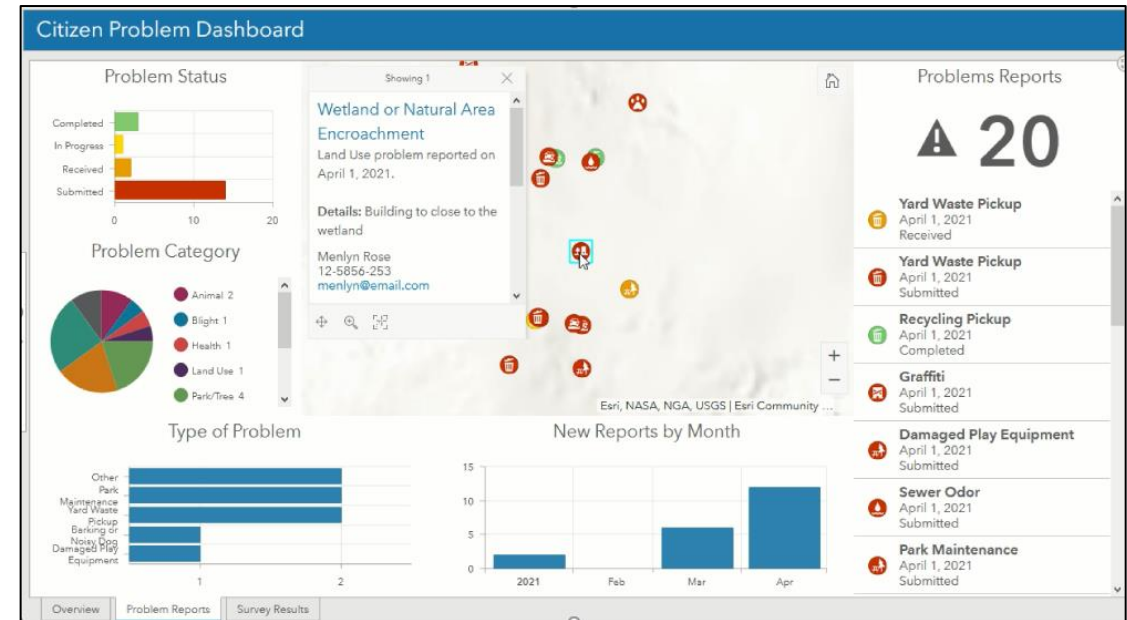 Citizen Problem Dashboard
Problem Status
Completed
In Progress
Received
Submitted
0 10 20
Problem Category
Animal 2
Blight 1
Health 1
Land Use 1
Park/Tree 4
Showing 1
Wetland or Natural Area
Encroachment
Land Use problem reported on
April 1, 2021.
Details: Building to close to the
wetland
Menlyn Rose
12-5856-253
menlyn@email.com
+
−
Esri, NASA, NGA, USGS | Esri Community ...
Problems Reports
20
Yard Waste Pickup
April 1, 2021
Received
Yard Waste Pickup
April 1, 2021
Submitted
Recycling Pickup
April 1, 2021
Completed
Graffiti
April 1, 2021
Submitted
Damaged Play Equipment
April 1, 2021
Submitted
Sewer Odor
April 1, 2021
Submitted
Park Maintenance
April 1, 2021
Submitted
Type of Problem
Other
Park
Maintenance
Yard Waste
Pickup
Barking or
Noisy Dog
Damaged Play
Equipment
1 2
New Reports by Month
15
10
5
0
2021 Feb Mar Apr
Overview Problem Reports Survey Results